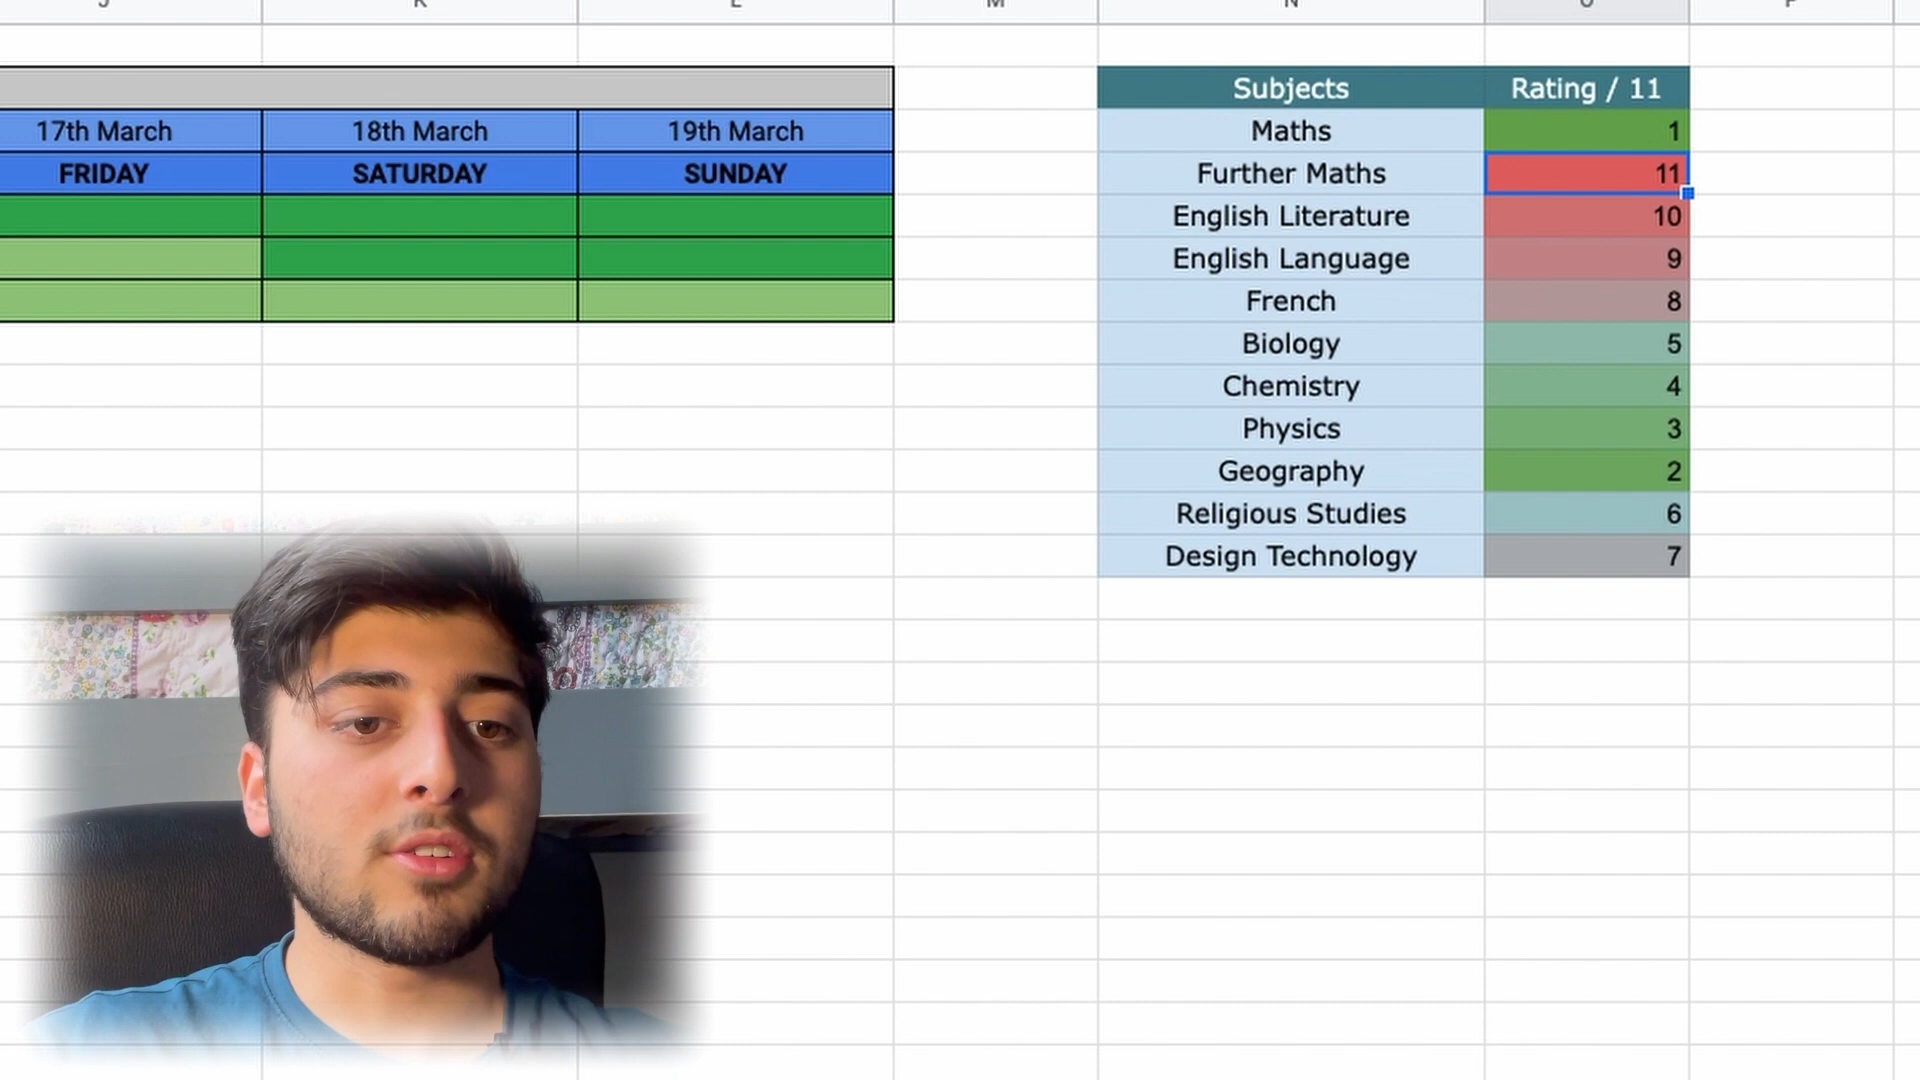 J K L M N O P
Subjects Rating / 11
17th March 18th March 19th March Maths 1
FRIDAY SATURDAY SUNDAY Further Maths 11
English Literature 10
English Language 9
French 8
Biology 5
Chemistry 4
Physics 3
Geography 2
Religious Studies 6
Design Technology 7